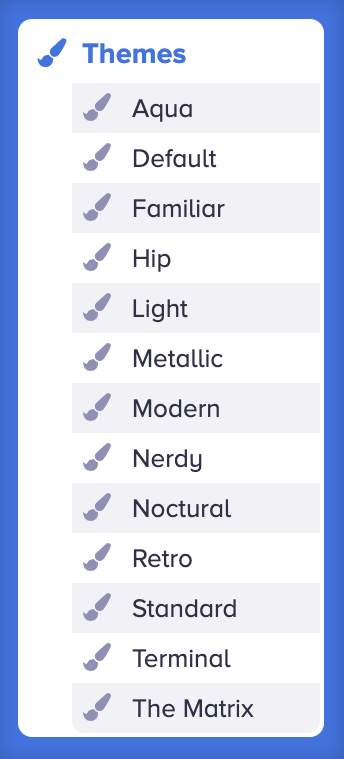 Themes
Aqua
Default
Familiar
Hip
Light
Metallic
Modern
Nerdy
Noctural
Retro
Standard
Terminal
The Matrix